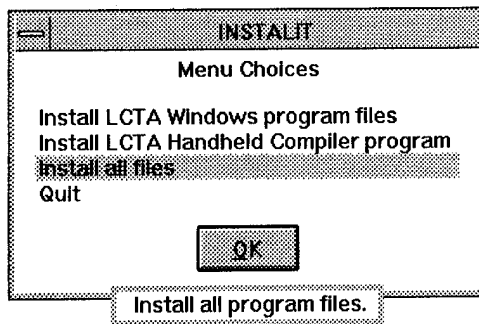 INSTALIT
Menu Choices
Install LCTA Windows program files
Install LCTA Handheld Compiler program
Install all files
Quit
OK
Install all program files.